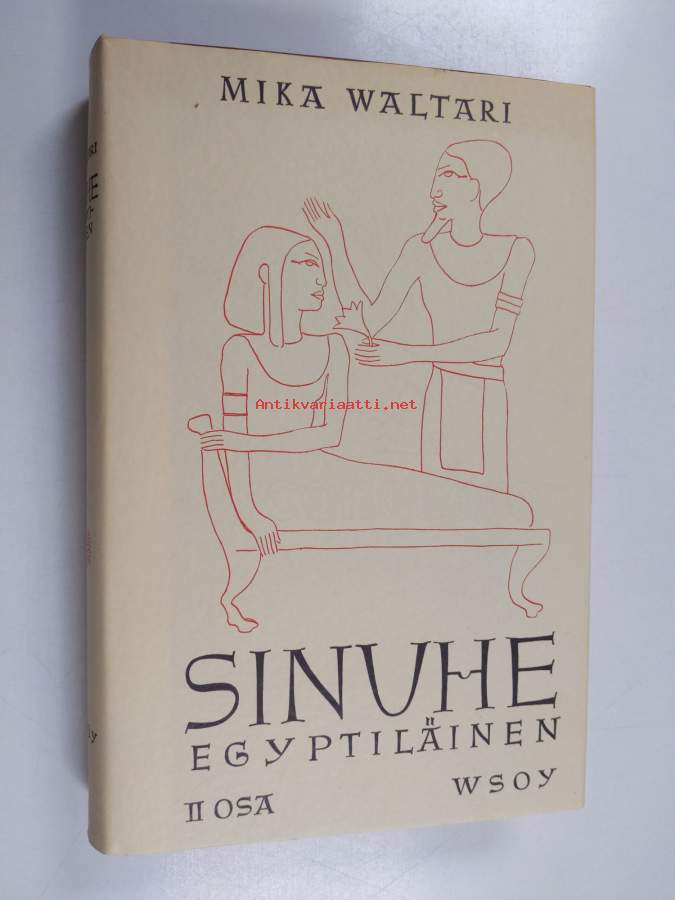 MIKA WALTARI
Antikvariaatti.net
SINUHE
EGYPTILÄINEN
II OSA
WSOY